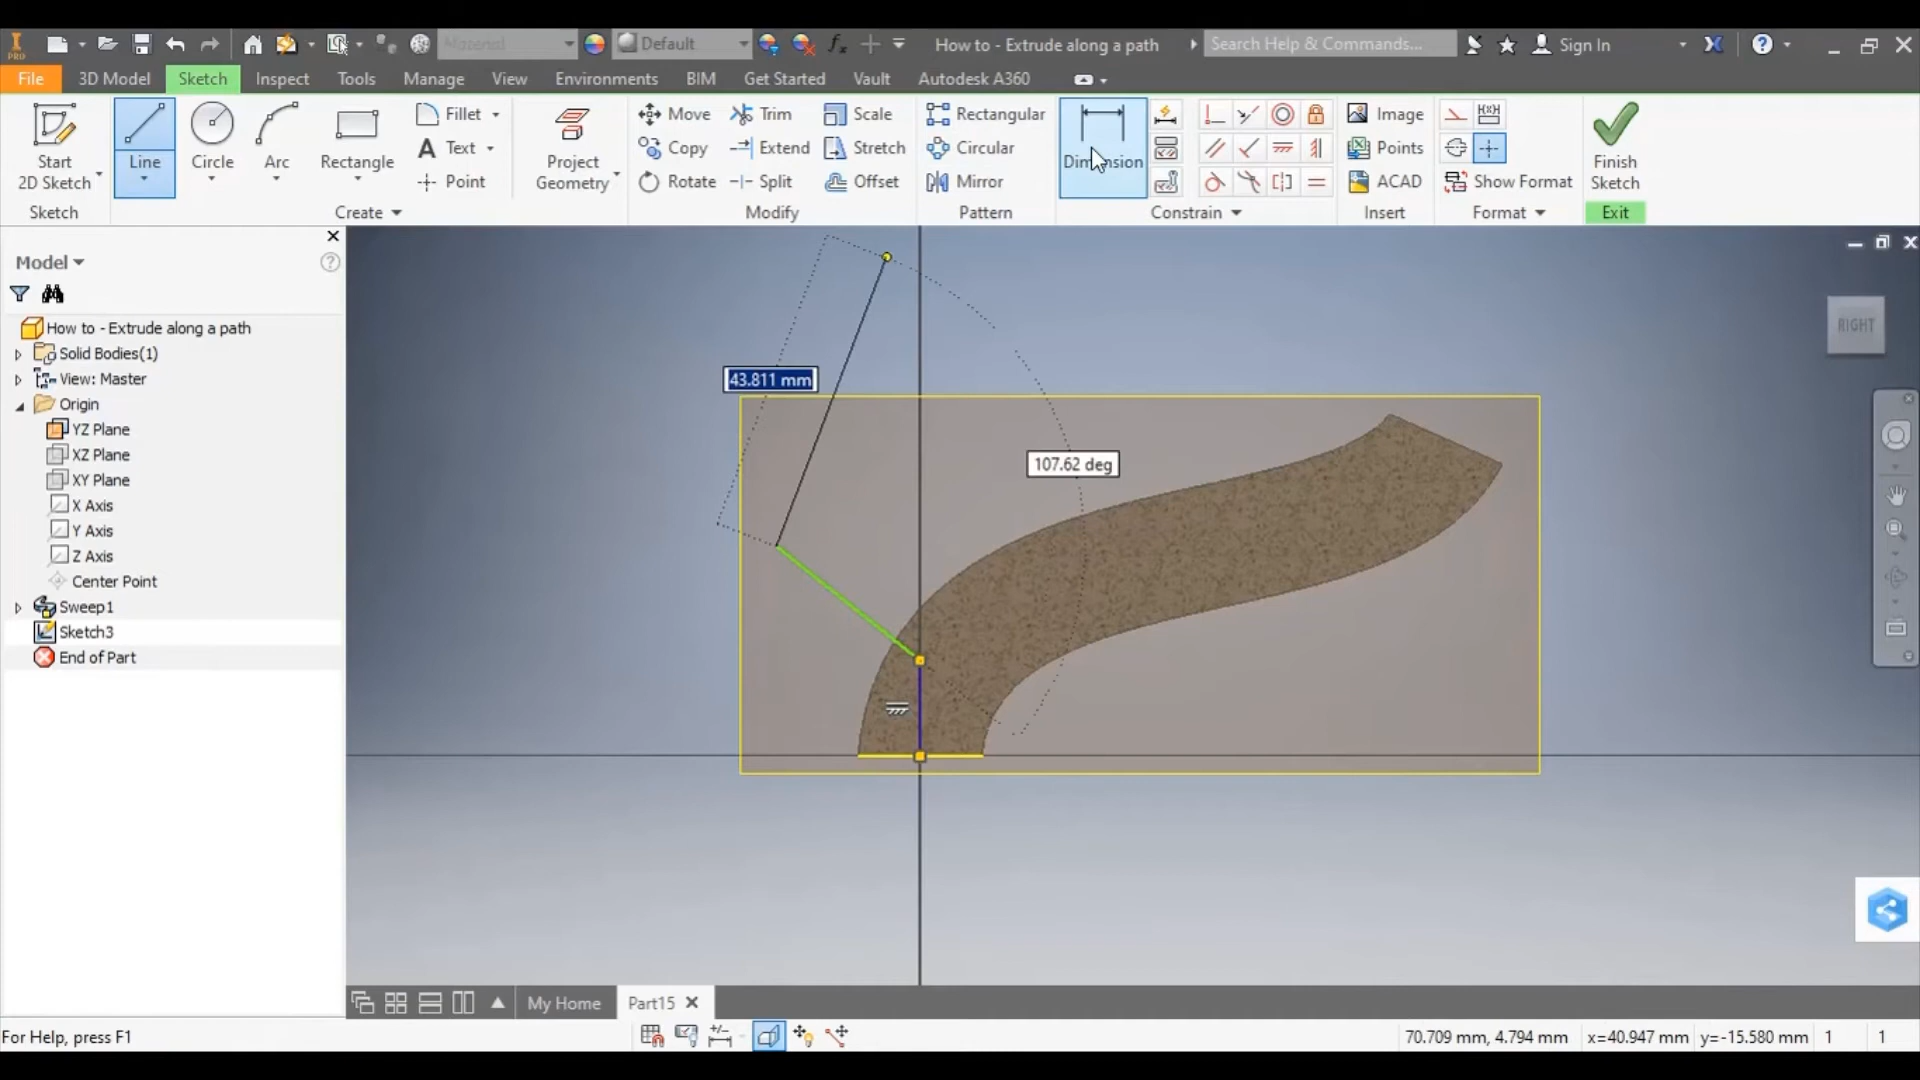 PRO
Material
Default
How to - Extrude along a path
Search Help & Commands...
Sign In
File
3D Model
Sketch
Inspect
Tools
Manage
View
Environments
BIM
Get Started
Vault
Autodesk A360
Start
2D Sketch
Line
Circle
Arc
Rectangle
Fillet
Text
Point
Project
Geometry
Move
Trim
Scale
Copy
Extend
Stretch
Rotate
Split
Offset
Rectangular
Circular
Mirror
Dimension
Image
Points
ACAD
Show Format
Finish
Sketch
Sketch
Create
Modify
Pattern
Constrain
Insert
Format
Exit
Model
How to - Extrude along a path
Solid Bodies(1)
View: Master
Origin
YZ Plane
XZ Plane
XY Plane
X Axis
Y Axis
Z Axis
Center Point
Sweep1
Sketch3
End of Part
43.811 mm
107.62 deg
RIGHT
My Home
Part15
For Help, press F1
70.709 mm, 4.794 mm
x=40.947 mm
y=-15.580 mm
1
1